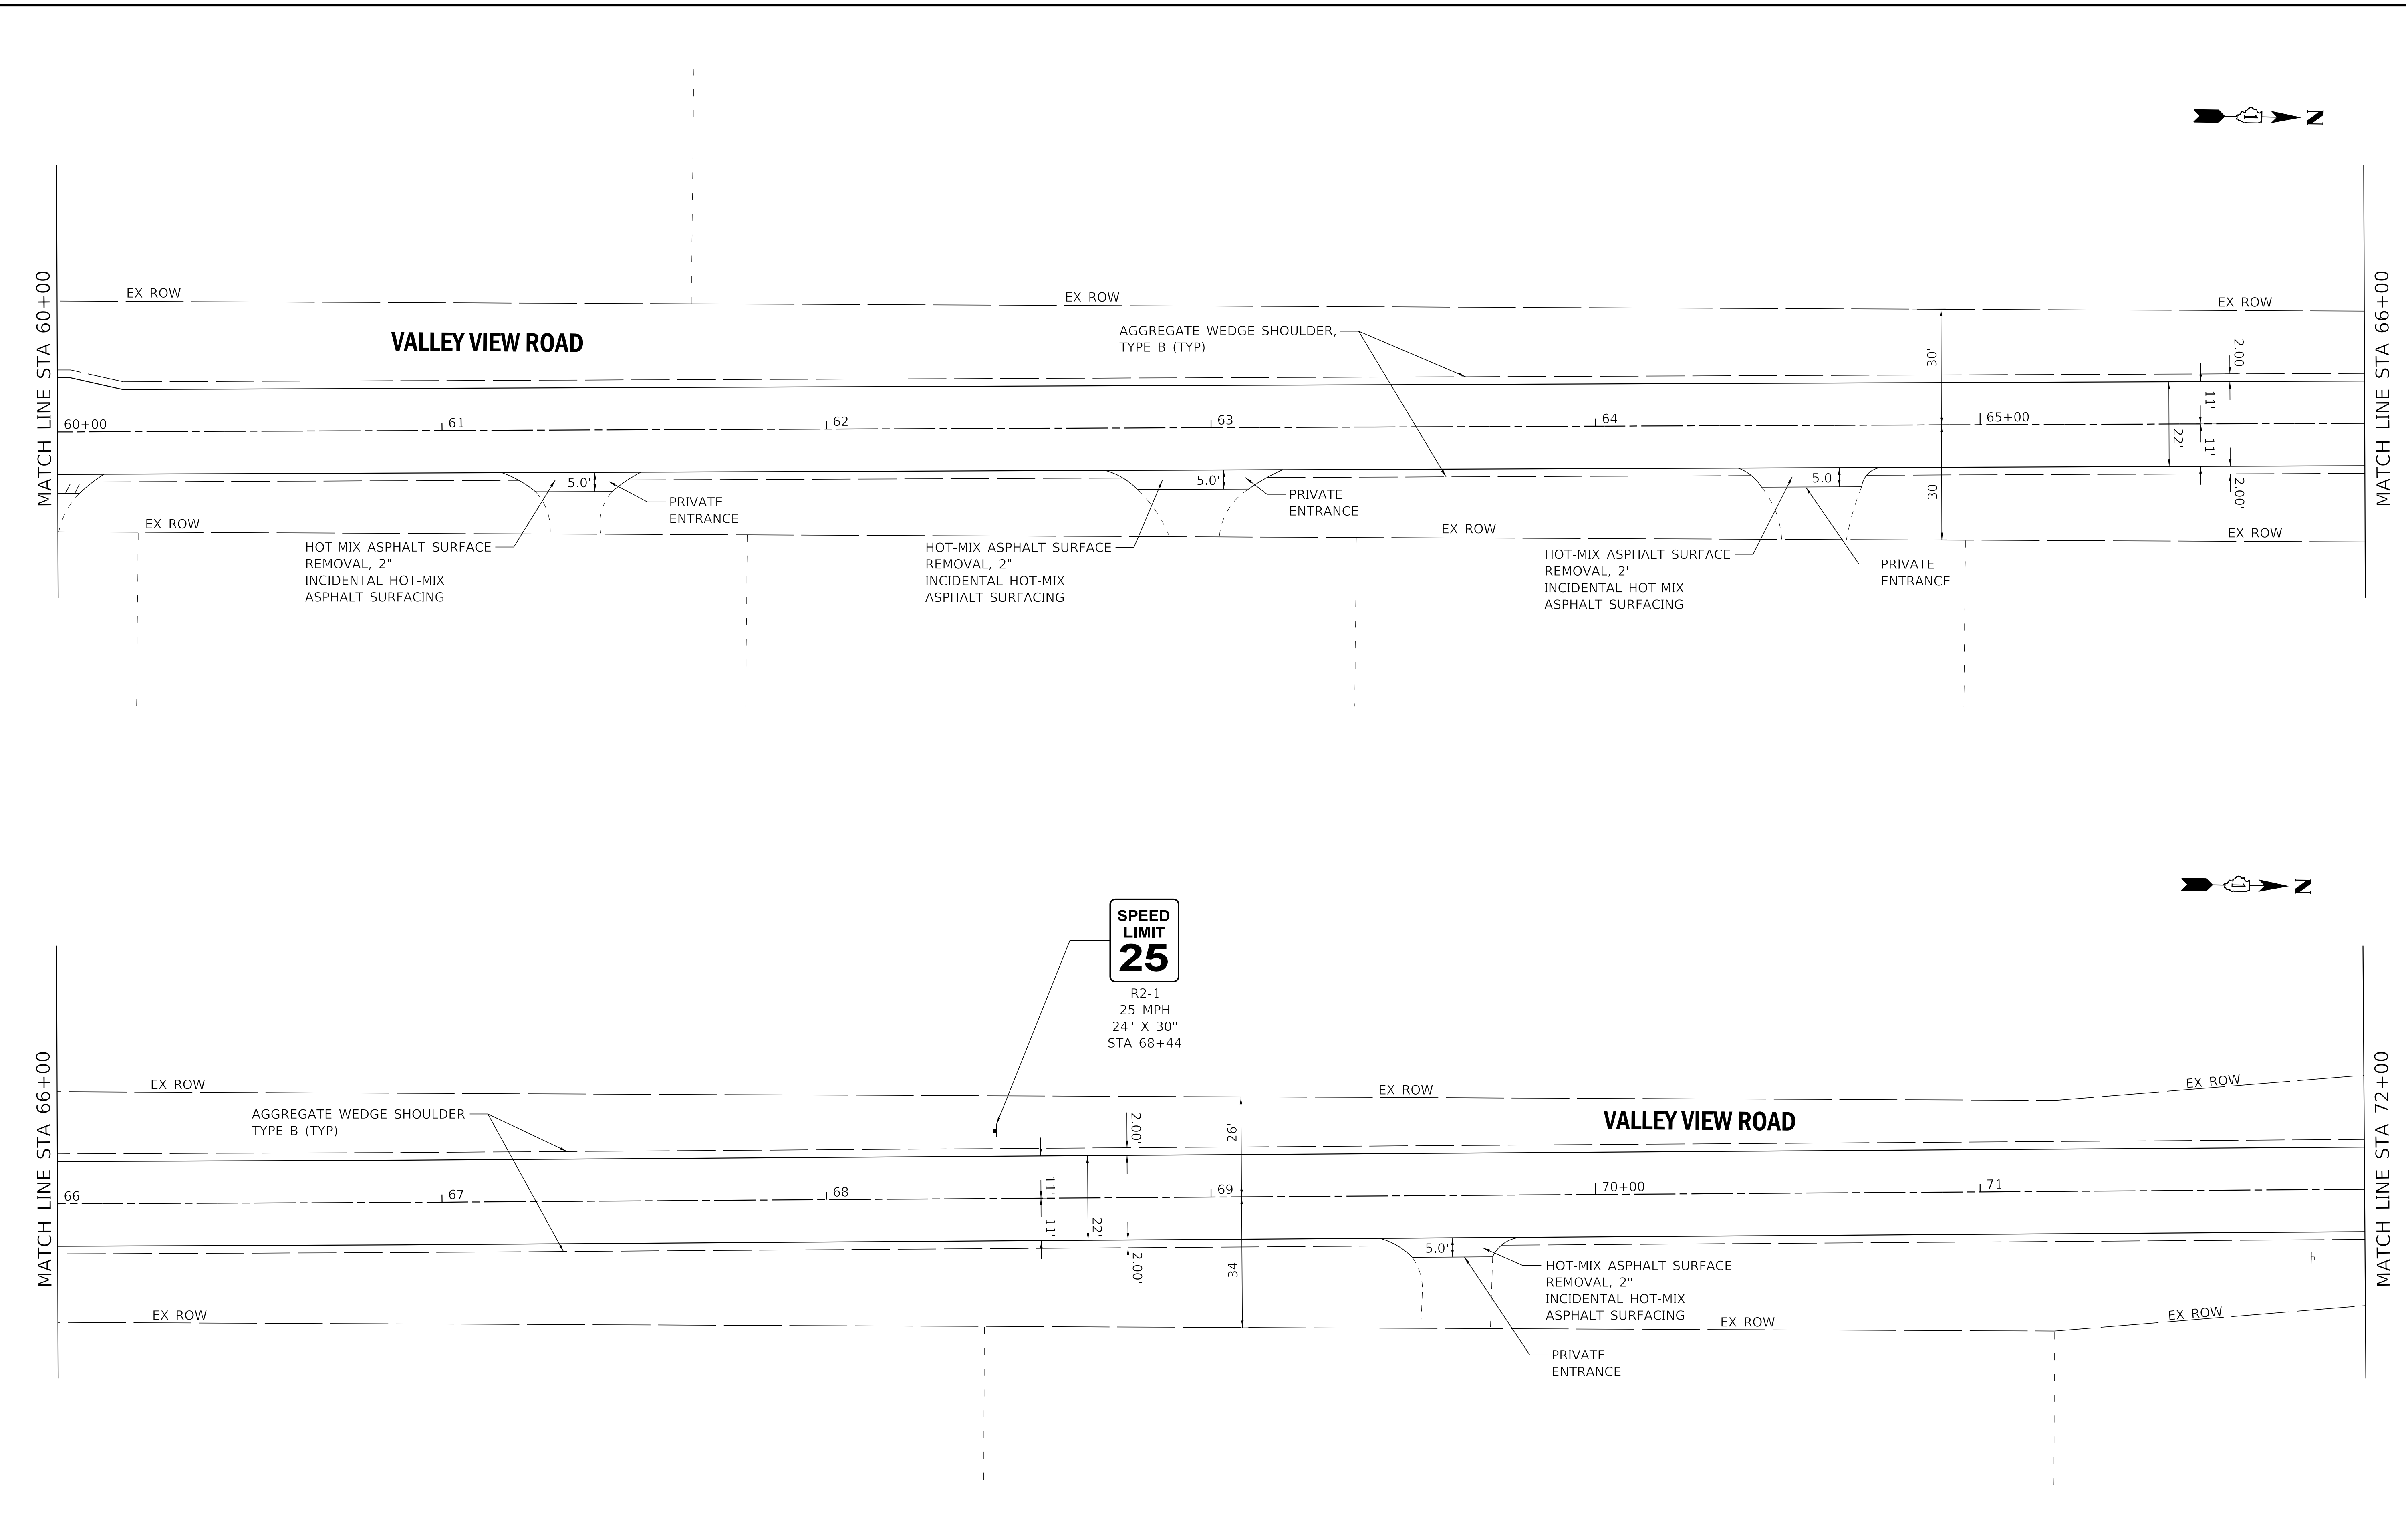 N
MATCH LINE STA 60+00
MATCH LINE STA 66+00
EX ROW
EX ROW
EX ROW
VALLEY VIEW ROAD
AGGREGATE WEDGE SHOULDER,
TYPE B (TYP)
30'
2.00'
11'
60+00
61
62
63
64
65+00
22'
11'
5.0'
5.0'
5.0'
30'
2.00'
PRIVATE
ENTRANCE
PRIVATE
ENTRANCE
EX ROW
EX ROW
EX ROW
HOT-MIX ASPHALT SURFACE
REMOVAL, 2"
INCIDENTAL HOT-MIX
ASPHALT SURFACING
HOT-MIX ASPHALT SURFACE
REMOVAL, 2"
INCIDENTAL HOT-MIX
ASPHALT SURFACING
HOT-MIX ASPHALT SURFACE
REMOVAL, 2"
INCIDENTAL HOT-MIX
ASPHALT SURFACING
PRIVATE
ENTRANCE
N
SPEED
LIMIT
25
R2-1
25 MPH
24" X 30"
STA 68+44
MATCH LINE STA 66+00
MATCH LINE STA 72+00
EX ROW
EX ROW
EX ROW
AGGREGATE WEDGE SHOULDER
TYPE B (TYP)
2.00'
26'
VALLEY VIEW ROAD
66
67
68
11'
69
70+00
71
11'
22'
2.00'
34'
5.0'
HOT-MIX ASPHALT SURFACE
REMOVAL, 2"
INCIDENTAL HOT-MIX
ASPHALT SURFACING
EX ROW
EX ROW
EX ROW
PRIVATE
ENTRANCE